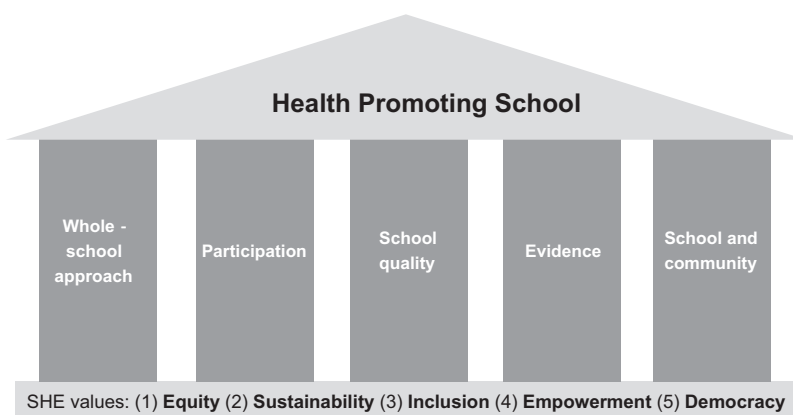 Health Promoting School
Whole -
school
approach
Participation
School
quality
Evidence
School and
community
SHE values: (1) Equity (2) Sustainability (3) Inclusion (4) Empowerment (5) Democracy